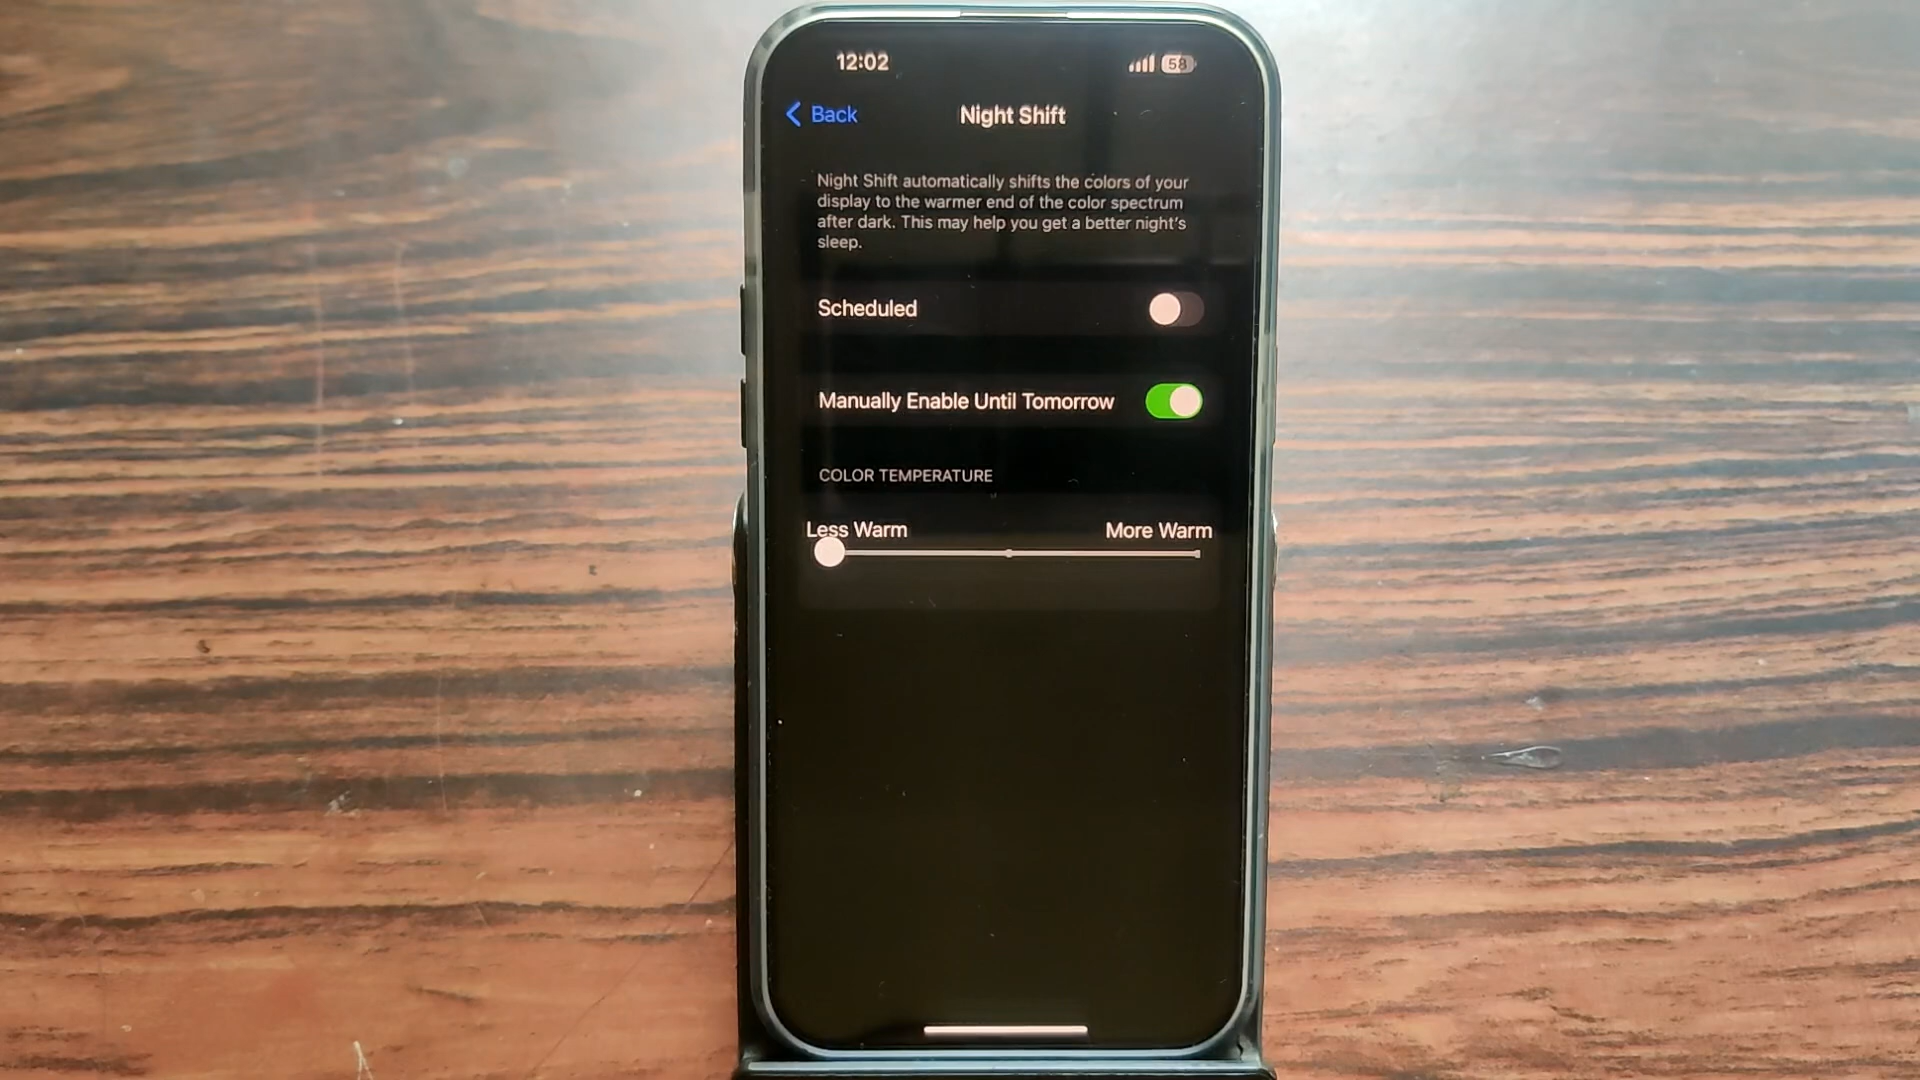 12:02
58
Back
Night Shift
Night Shift automatically shifts the colors of your
display to the warmer end of the color spectrum
after dark. This may help you get a better night's
sleep.
Scheduled
Manually Enable Until Tomorrow
COLOR TEMPERATURE
Less Warm
More Warm